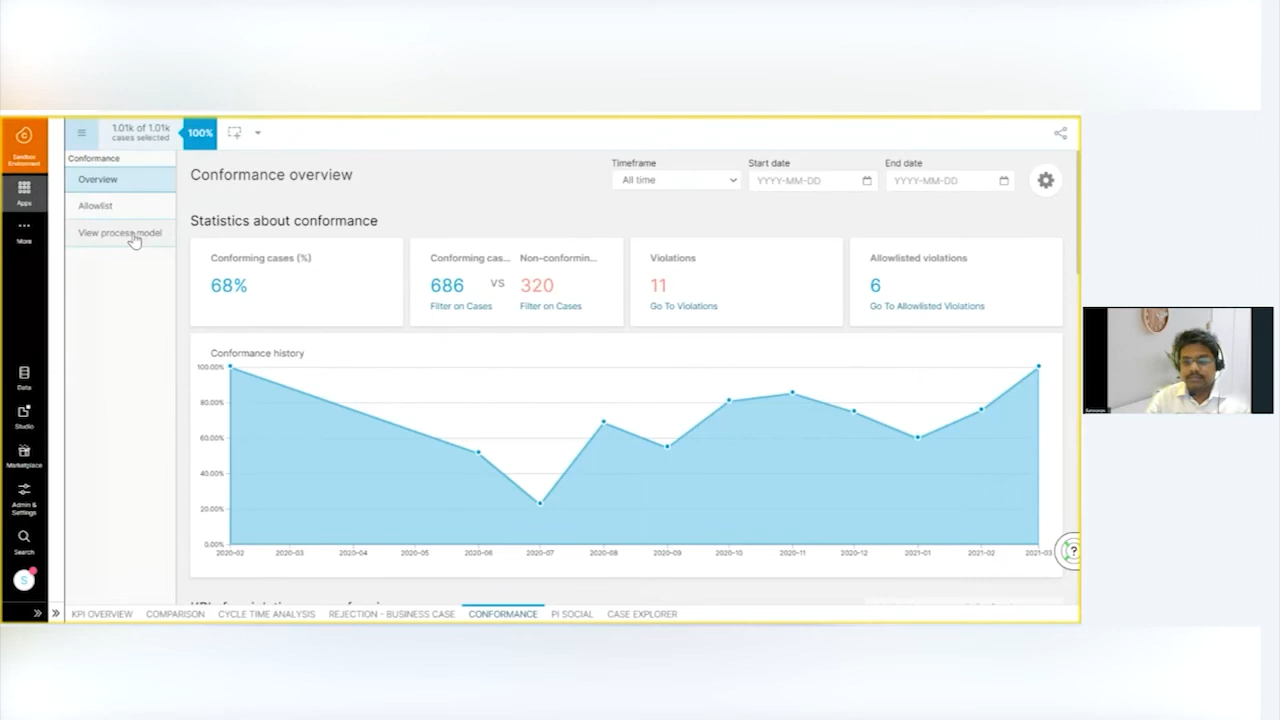 Sandbox
Environment
Apps
More
Data
Studio
Marketplace
Admin &
Settings
Search
S
1.01k of 1.01k
cases selected
100%
Conformance
Overview
Allowlist
View process model
Conformance overview
Timeframe
All time
Start date
YYYY-MM-DD
End date
YYYY-MM-DD
Statistics about conformance
Conforming cases (%)
68%
Conforming cas...
686
Filter on Cases
VS
Non-conformin...
320
Filter on Cases
Violations
11
Go To Violations
Allowlisted violations
6
Go To Allowlisted Violations
Conformance history
100.00%
80.00%
60.00%
40.00%
20.00%
0.00%
2020-02 2020-03 2020-04 2020-05 2020-06 2020-07 2020-08 2020-09 2020-10 2020-11 2020-12 2021-01 2021-02 2021-03
?
KPI OVERVIEW COMPARISON CYCLE TIME ANALYSIS REJECTION - BUSINESS CASE CONFORMANCE PI SOCIAL CASE EXPLORER